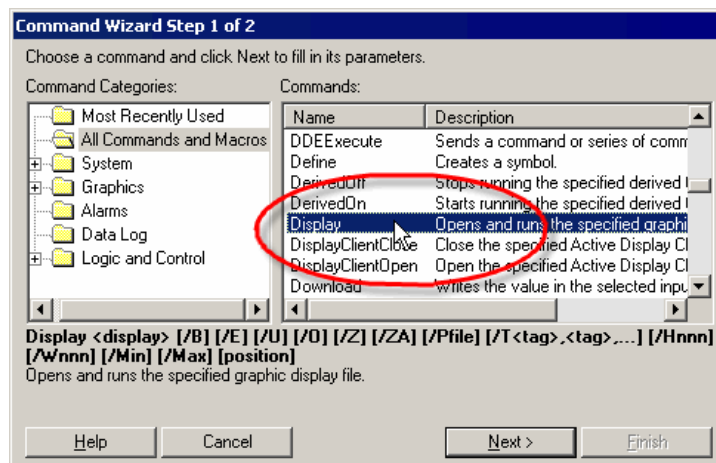 Command Wizard Step 1 of 2
Choose a command and click Next to fill in its parameters.
Command Categories:
Commands:
Most Recently Used
All Commands and Macros
System
Graphics
Alarms
Data Log
Logic and Control
Name Description
DDEExecute Sends a command or series of comm
Define Creates a symbol.
DerivedOff Stops running the specified derived
DerivedOn Starts running the specified derived
Display Opens and runs the specified graphi
DisplayClientClose Close the specified Active Display Cl
DisplayClientOpen Open the specified Active Display Cl
Download Writes the value in the selected inpu
Display <display> [/B] [/E] [/U] [/O] [/Z] [/ZA] [/Pfile] [/T<tag>,<tag>,...] [/Hnnn]
[/Wnnn] [/Min] [/Max] [position]
Opens and runs the specified graphic display file.
Help Cancel Next > Finish